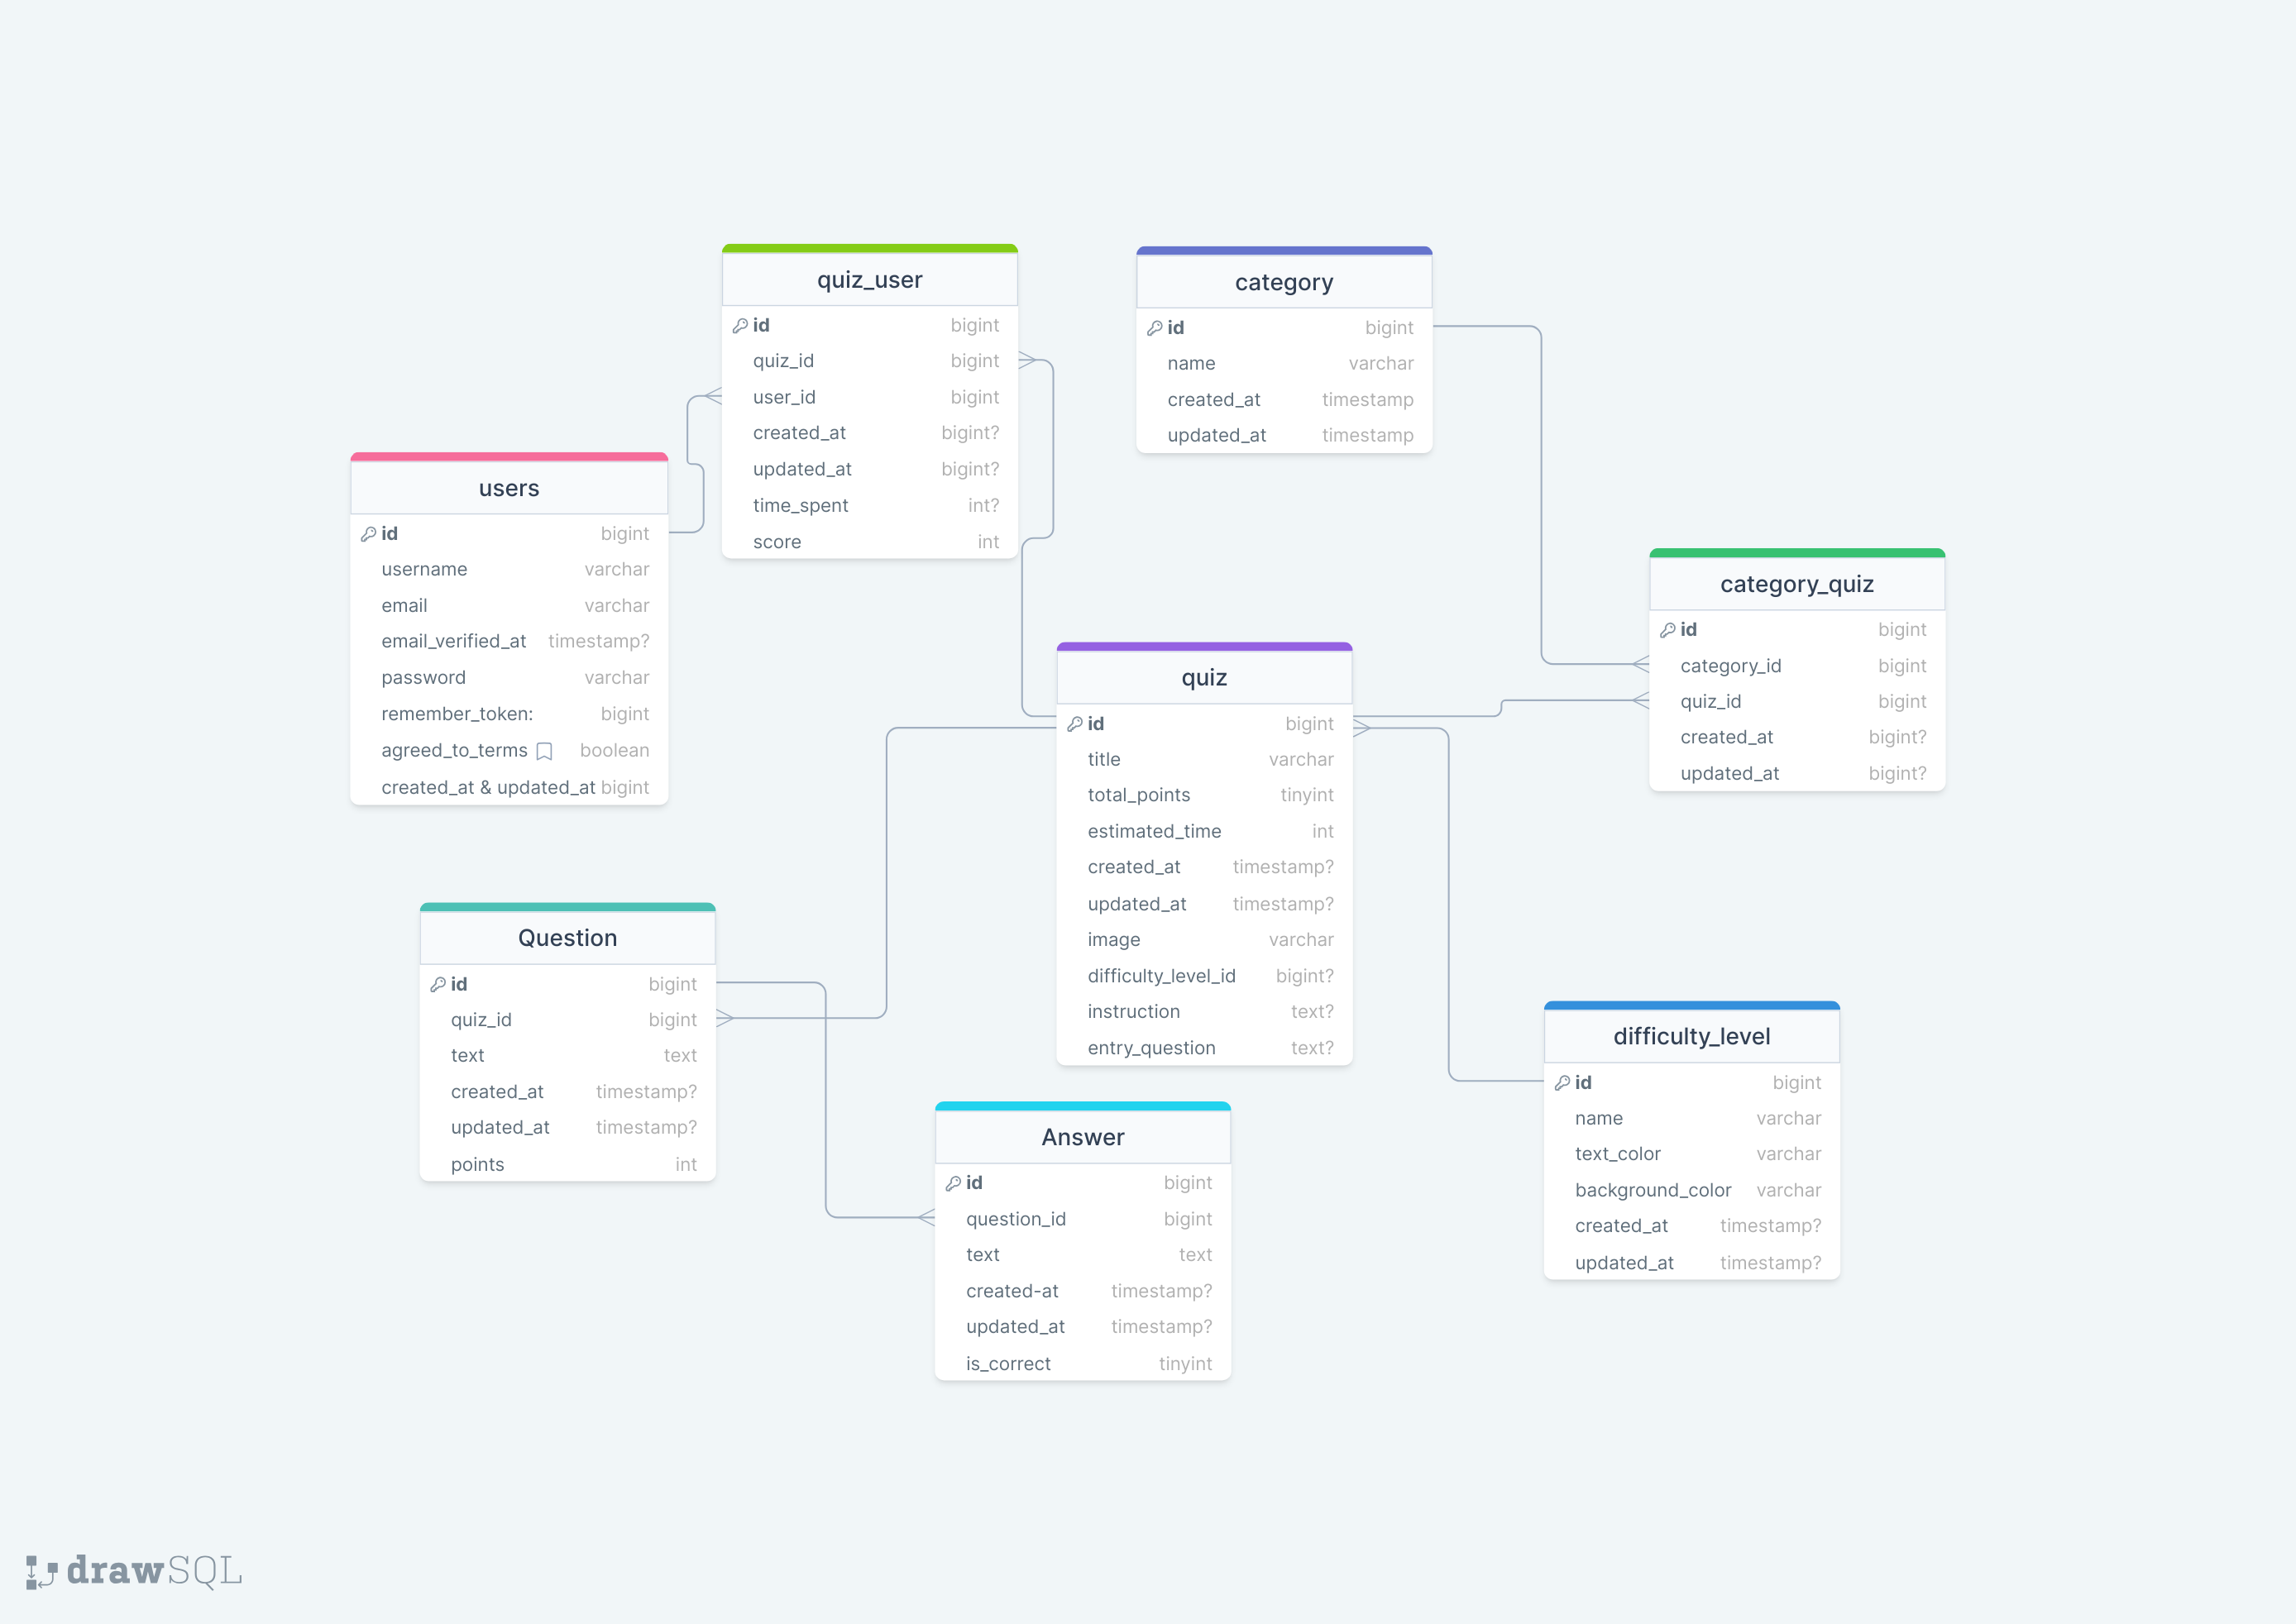 quiz_user
id bigint
quiz_id bigint
user_id bigint
created_at bigint?
updated_at bigint?
time_spent int?
score int
category
id bigint
name varchar
created_at timestamp
updated_at timestamp
users
id bigint
username varchar
email varchar
email_verified_at timestamp?
password varchar
remember_token: bigint
agreed_to_terms boolean
created_at & updated_at bigint
category_quiz
id bigint
category_id bigint
quiz_id bigint
created_at bigint?
updated_at bigint?
quiz
id bigint
title varchar
total_points tinyint
estimated_time int
created_at timestamp?
updated_at timestamp?
image varchar
difficulty_level_id bigint?
instruction text?
entry_question text?
Question
id bigint
quiz_id bigint
text text
created_at timestamp?
updated_at timestamp?
points int
difficulty_level
id bigint
name varchar
text_color varchar
background_color varchar
created_at timestamp?
updated_at timestamp?
Answer
id bigint
question_id bigint
text text
created-at timestamp?
updated_at timestamp?
is_correct tinyint
drawSQL